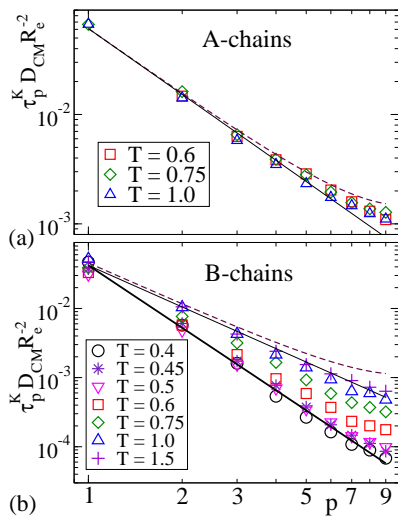 A-chains
τ_p^K D_CM R_e^-2
10^-2
T = 0.6
T = 0.75
T = 1.0
10^-3
(a)
B-chains
τ_p^K D_CM R_e^-2
10^-2
T = 0.4
T = 0.45
T = 0.5
T = 0.6
T = 0.75
T = 1.0
T = 1.5
10^-3
10^-4
(b)
1 2 3 4 5 p 7 9